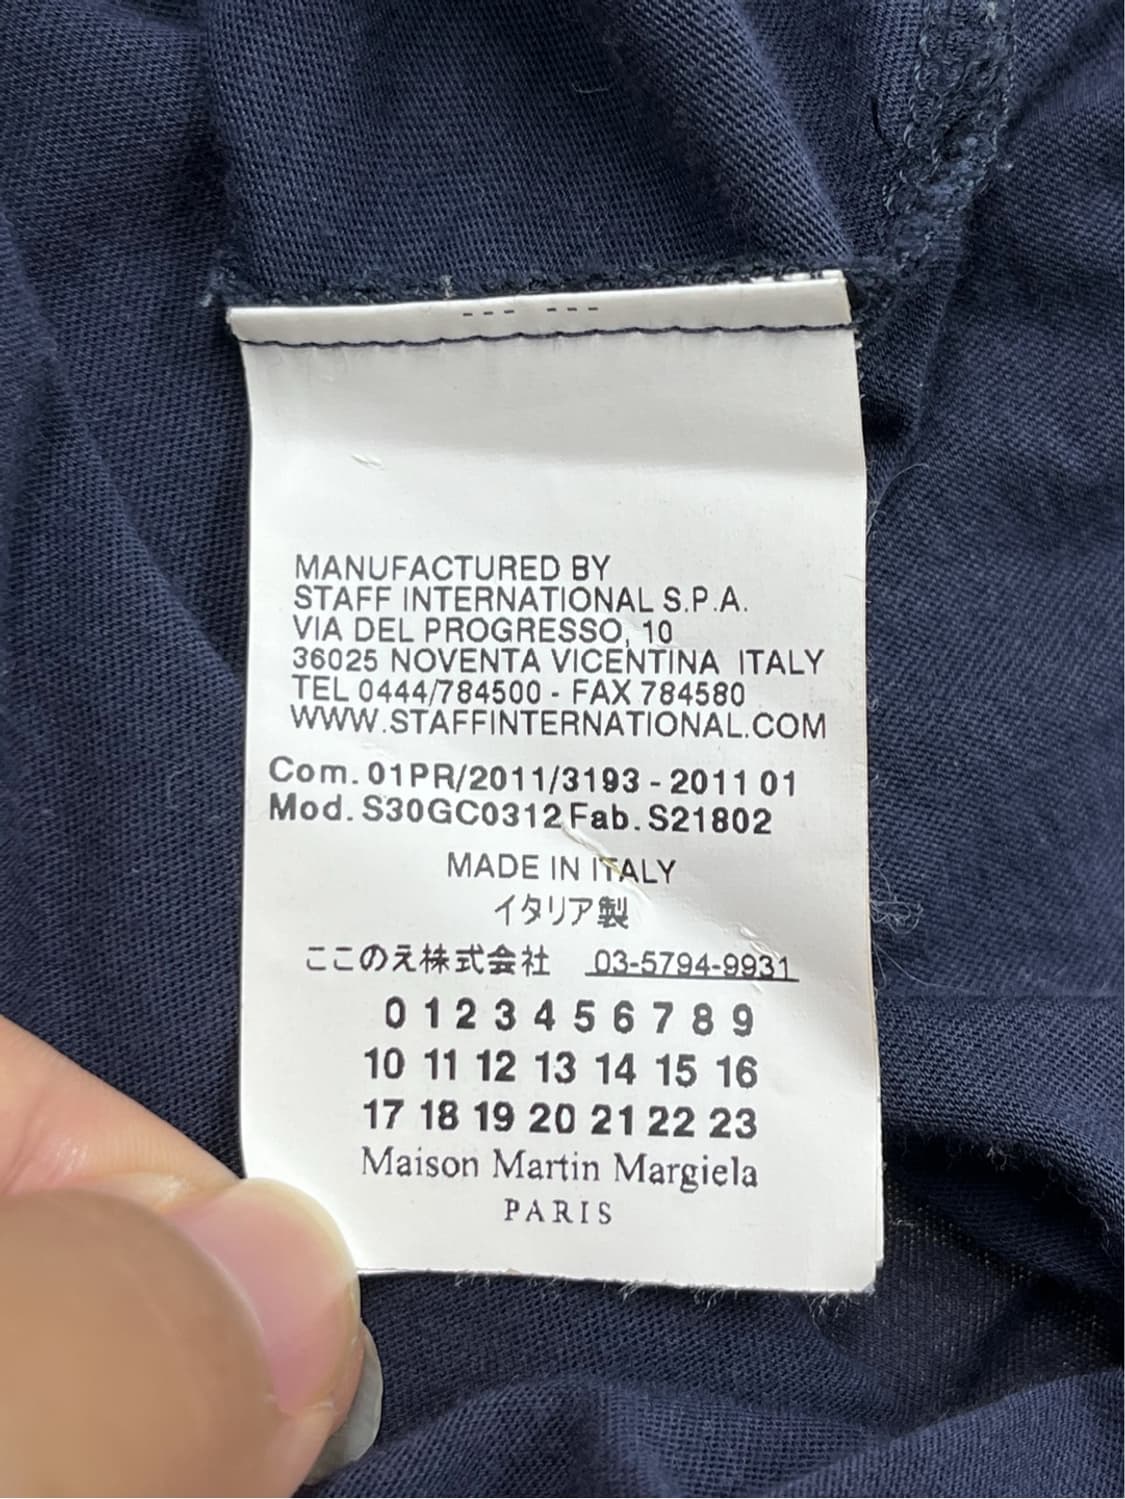 MANUFACTURED BY
STAFF INTERNATIONAL S.P.A.
VIA DEL PROGRESSO, 10
36025 NOVENTA VICENTINA ITALY
TEL 0444/784500 - FAX 784580
WWW.STAFFINTERNATIONAL.COM
Com. 01PR/2011/3193 - 2011 01
Mod. S30GC0312 Fab. S21802
MADE IN ITALY
イタリア製
ここのえ株式会社 03-5794-9931
0 1 2 3 4 5 6 7 8 9
10 11 12 13 14 15 16
17 18 19 20 21 22 23
Maison Martin Margiela
PARIS